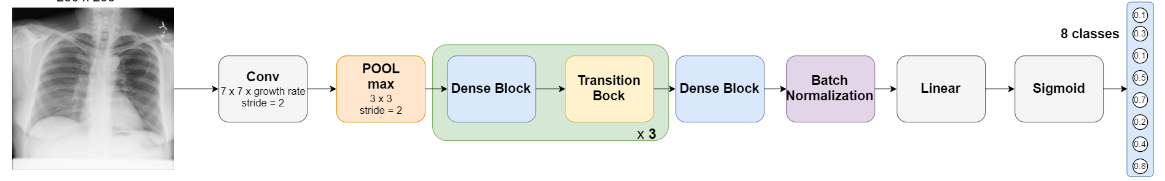 Conv
7 x 7 x growth rate
stride = 2
POOL
max
3 x 3
stride = 2
Dense Block
Transition
Bock
x 3
Dense Block
Batch
Normalization
Linear
Sigmoid
8 classes
0.1
0.3
0.1
0.5
0.7
0.2
0.4
0.8